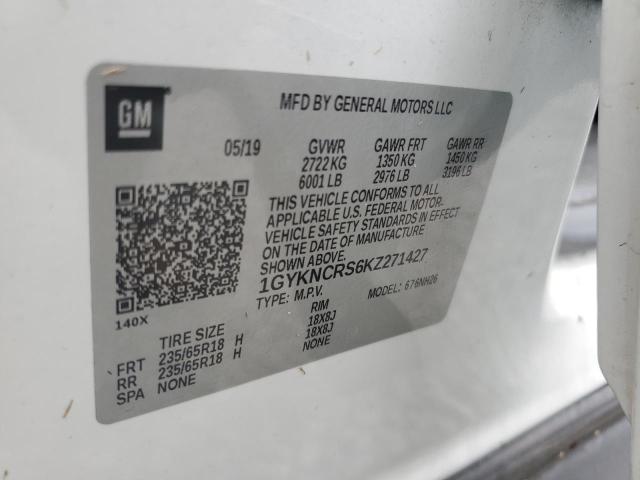 GM
MFD BY GENERAL MOTORS LLC
05/19 GVWR GAWR FRT GAWR RR
2722 KG 1350 KG 1450 KG
6001 LB 2976 LB 3196 LB
THIS VEHICLE CONFORMS TO ALL
APPLICABLE U.S. FEDERAL MOTOR
VEHICLE SAFETY STANDARDS IN EFFECT
ON THE DATE OF MANUFACTURE
SHOWN ABOVE.
1GYKNCRS6KZ271427
TYPE: M.P.V. MODEL: 676NH26
140X
TIRE SIZE RIM
FRT 235/65R18 H 18X8J
RR 235/65R18 H 18X8J
SPA NONE NONE